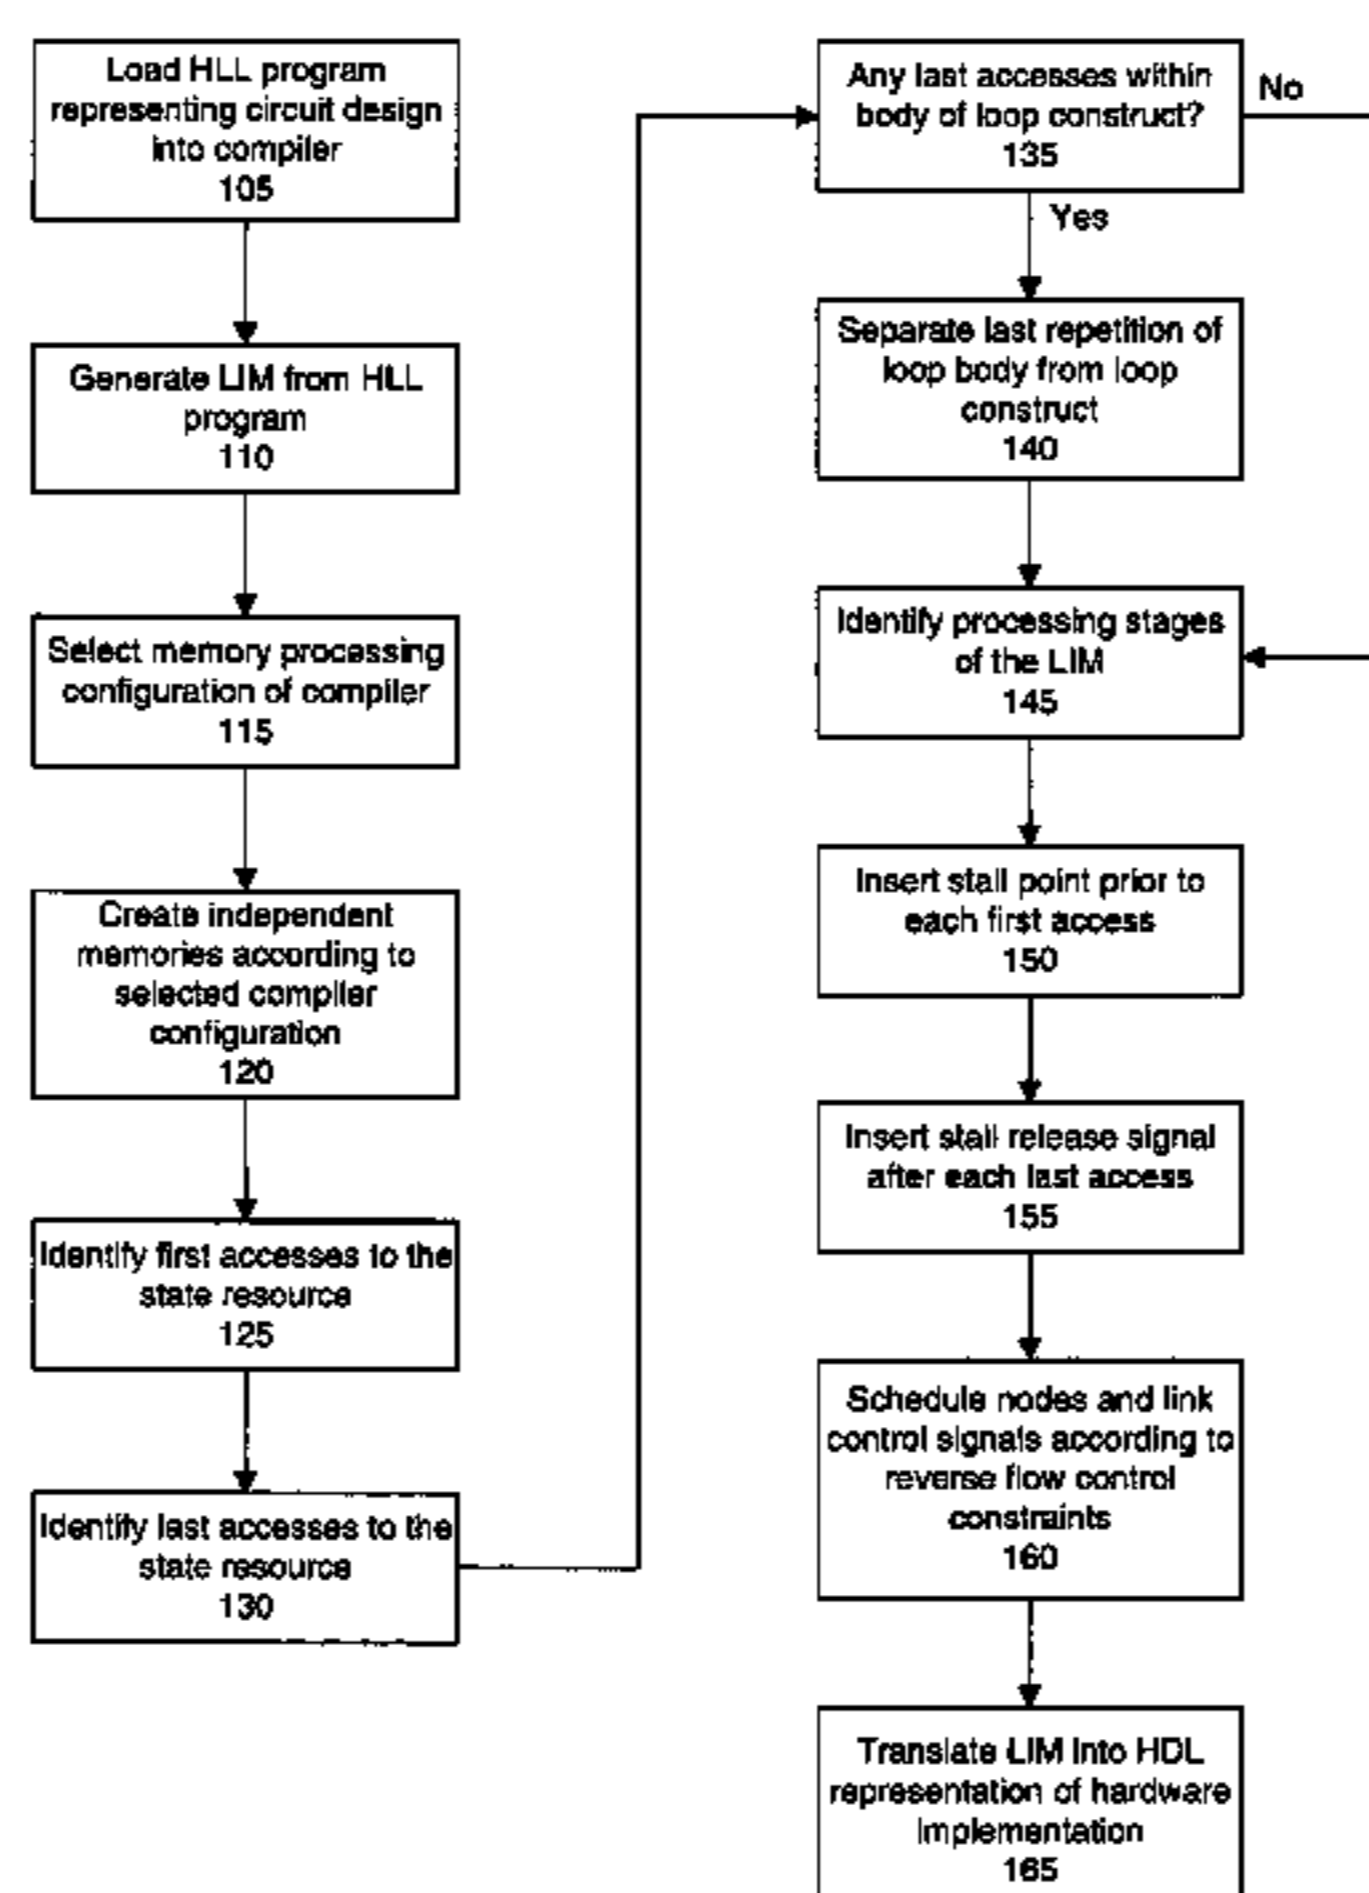 Load HLL program
representing circuit design
into compiler
105
Generate LIM from HLL
program
110
Select memory processing
configuration of compiler
115
Create independent
memories according to
selected compiler
configuration
120
Identify first accesses to the
state resource
125
Identify last accesses to the
state resource
130
Any last accesses within
body of loop construct?
135
No
Yes
Separate last repetition of
loop body from loop
construct
140
Identify processing stages
of the LIM
145
Insert stall point prior to
each first access
150
Insert stall release signal
after each last access
155
Schedule nodes and link
control signals according to
reverse flow control
constraints
160
Translate LIM into HDL
representation of hardware
implementation
165